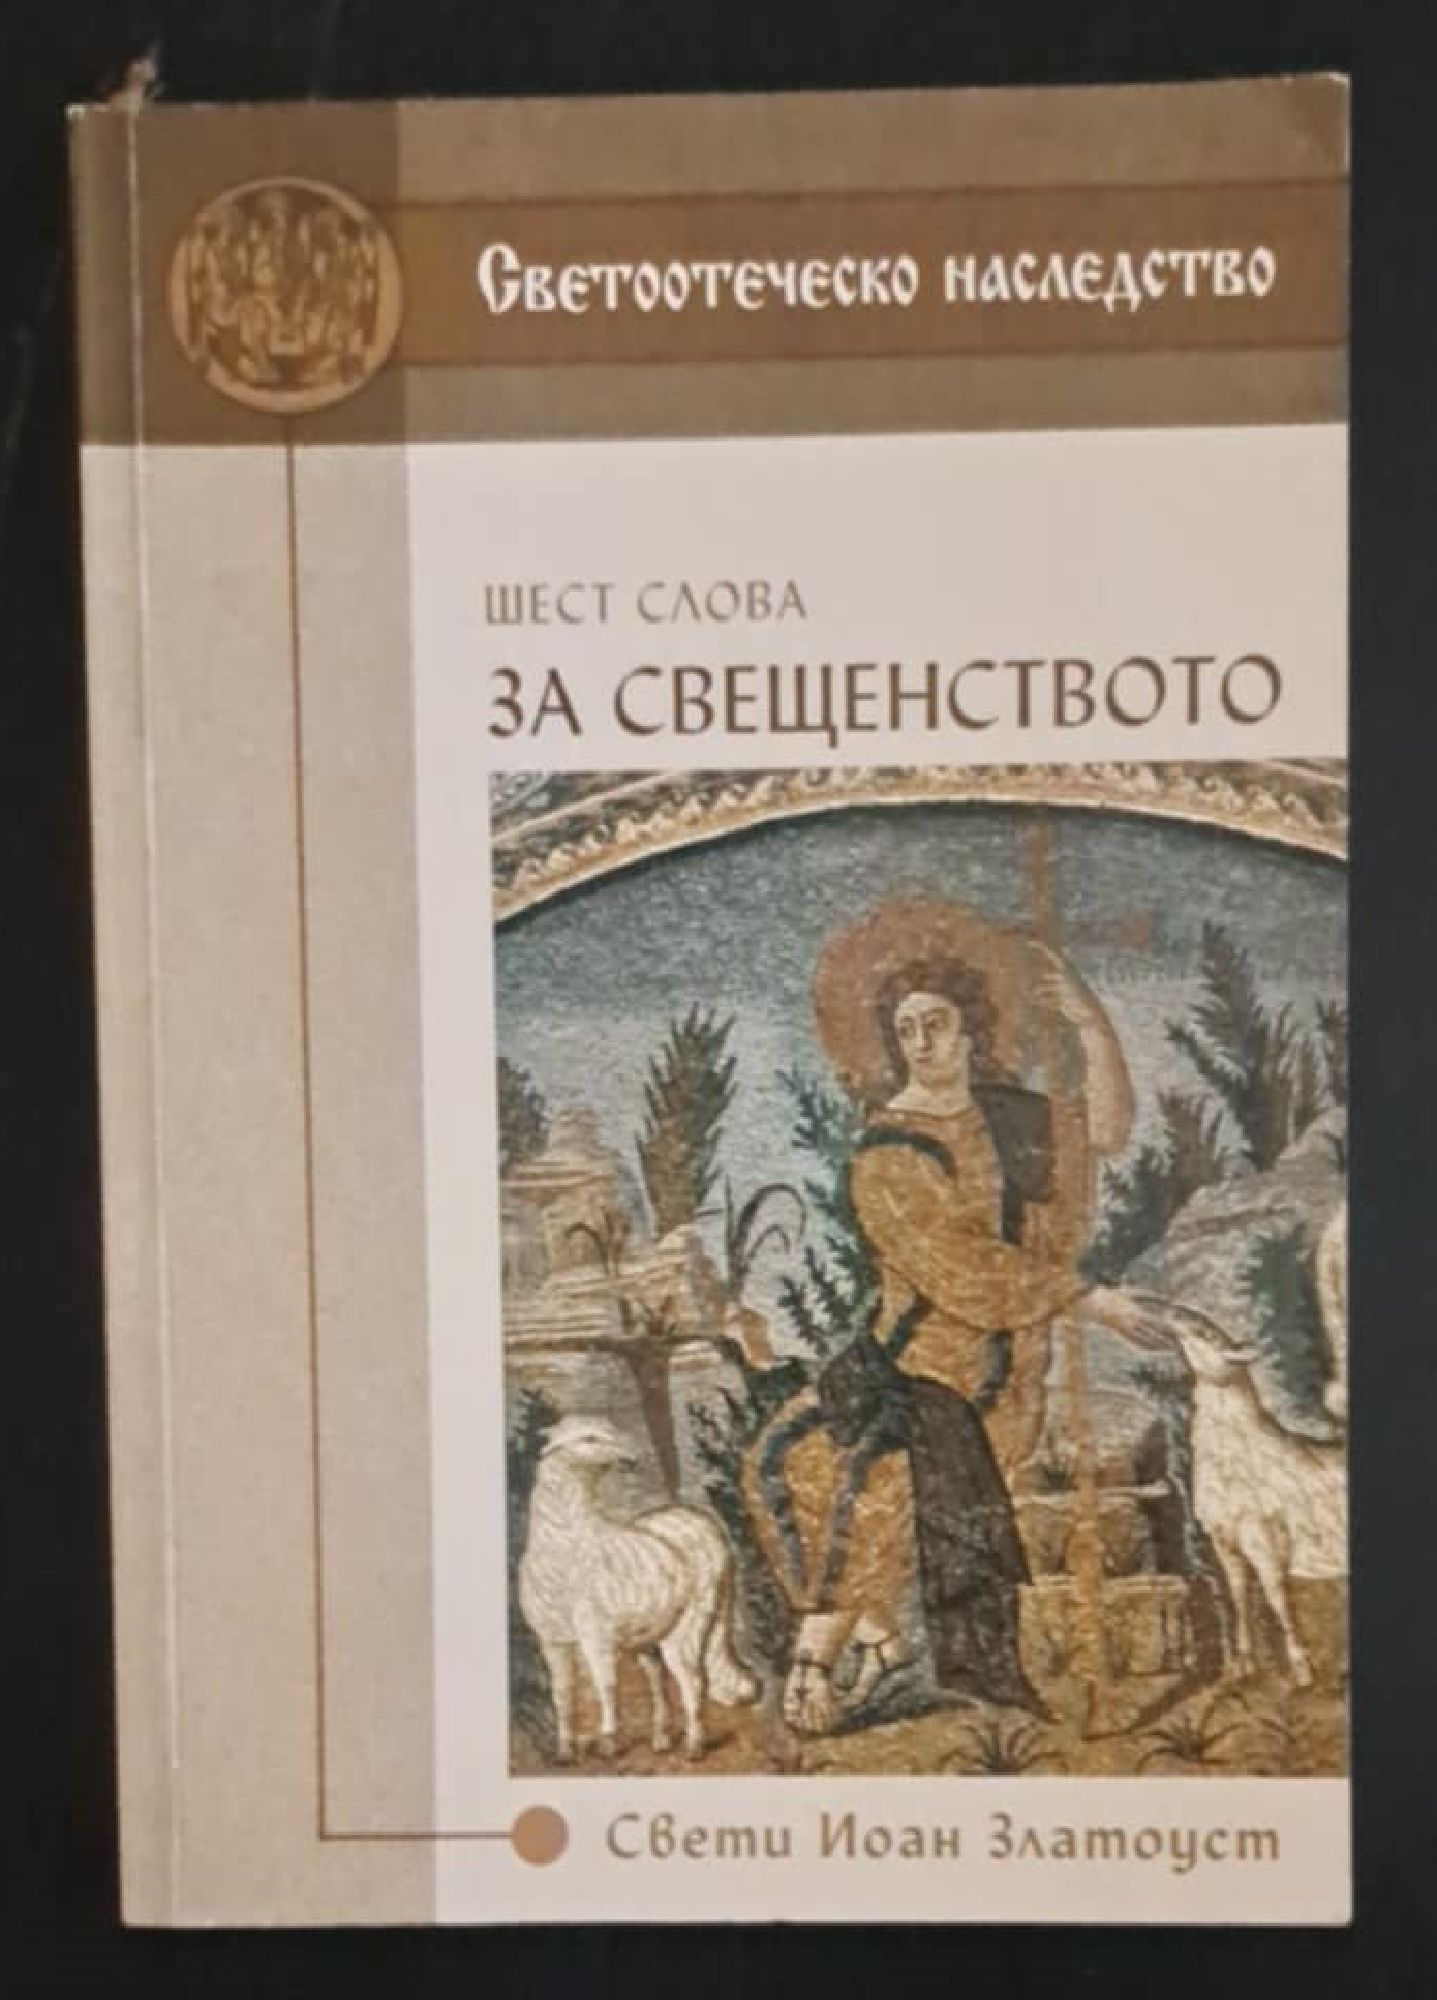 Светоотеческо наследство
ШЕСТ СЛОВА
ЗА СВЕЩЕНСТВОТО
Свети Иоан Златоуст